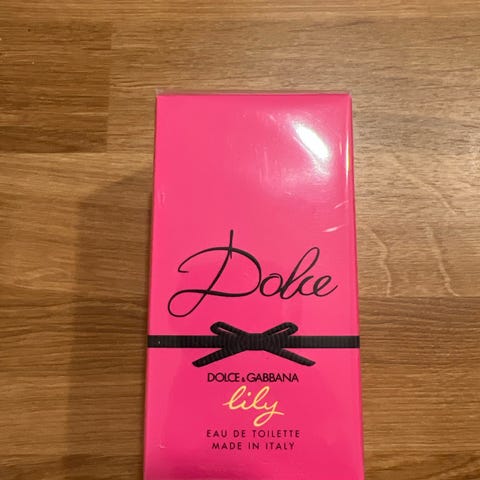 Dolce
DOLCE & GABBANA
lily
EAU DE TOILETTE
MADE IN ITALY